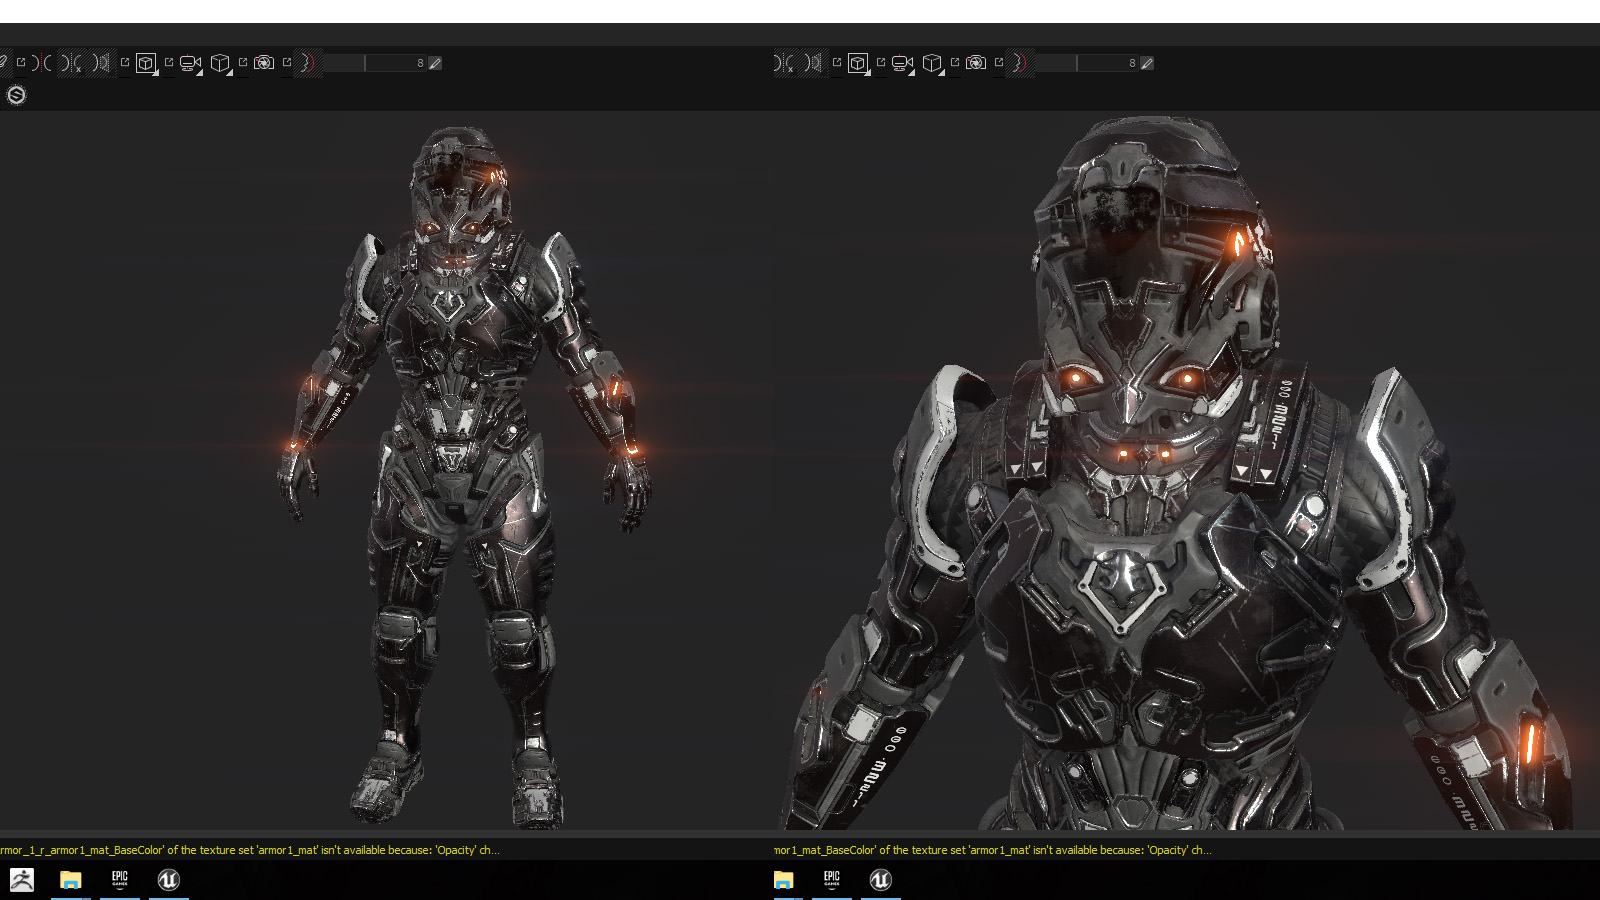 8
8
rmor_1_r_armor1_mat_BaseColor' of the texture set 'armor1_mat' isn't available because: 'Opacity' ch...
mor1_mat_BaseColor' of the texture set 'armor1_mat' isn't available because: 'Opacity' ch...
EPIC
GAMES
EPIC
GAMES